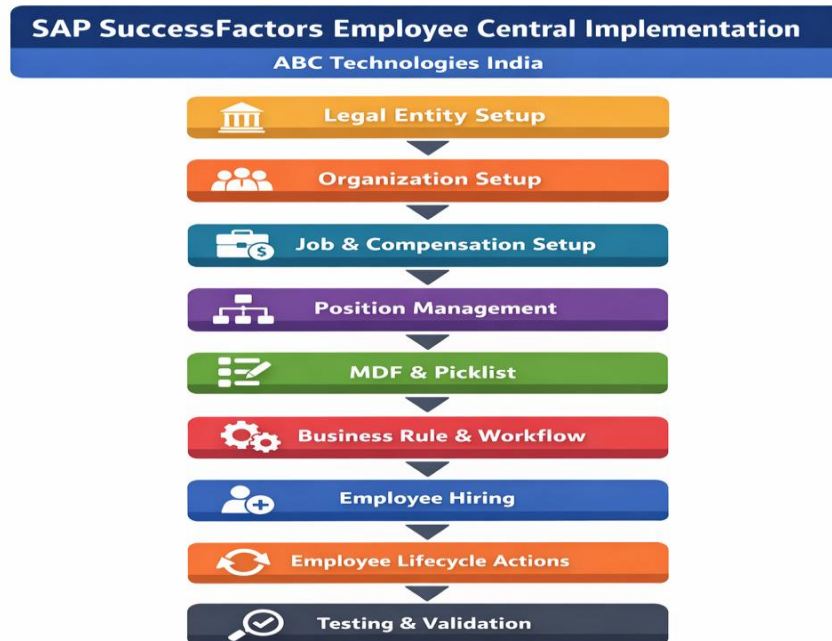 SAP SuccessFactors Employee Central Implementation
ABC Technologies India
Legal Entity Setup
Organization Setup
$ Job & Compensation Setup
Position Management
MDF & Picklist
Business Rule & Workflow
Employee Hiring
Employee Lifecycle Actions
Testing & Validation